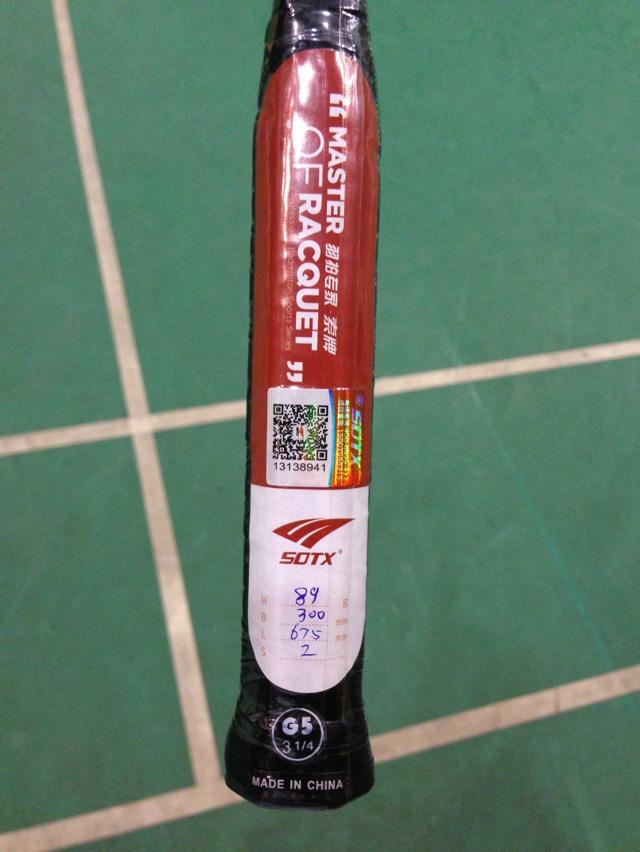 “MASTER 羽拍专家·索牌
OF RACQUET”
Badminton Sports Series
SOTX
13138941
SOTX®
W 89 g
B 300 mm
L 675 mm
S 2
G5
3 1/4
MADE IN CHINA